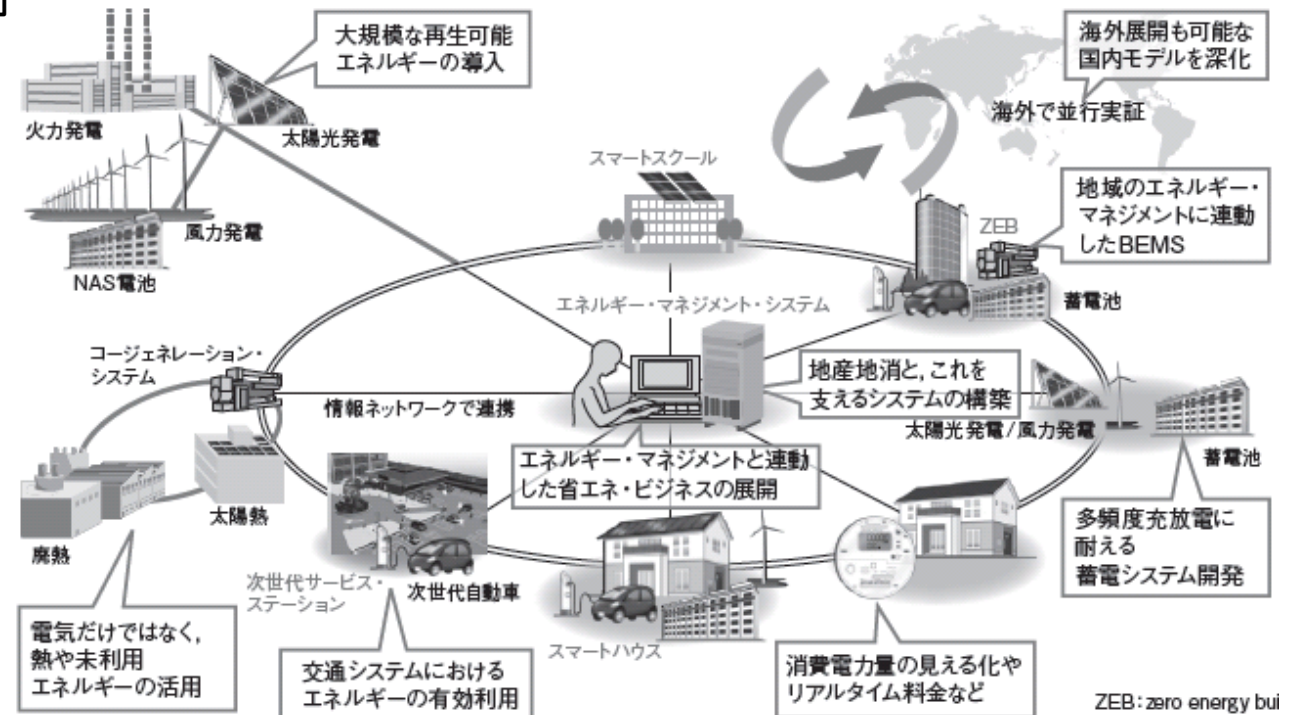 大規模な再生可能
エネルギーの導入
火力発電
太陽光発電
風力発電
NAS電池
海外展開も可能な
国内モデルを深化
海外で並行実証
スマートスクール
地域のエネルギー・
マネジメントに連動
したBEMS
ZEB
蓄電池
エネルギー・マネジメント・システム
コージェネレーション・
システム
情報ネットワークで連携
地産地消と,これを
支えるシステムの構築
太陽光発電/風力発電
蓄電池
エネルギー・マネジメントと連動
した省エネ・ビジネスの展開
廃熱
太陽熱
次世代サービス・
ステーション
次世代自動車
スマートハウス
多頻度充放電に
耐える
蓄電システム開発
電気だけではなく,
熱や未利用
エネルギーの活用
交通システムにおける
エネルギーの有効利用
消費電力量の見える化や
リアルタイム料金など
ZEB:zero energy bui